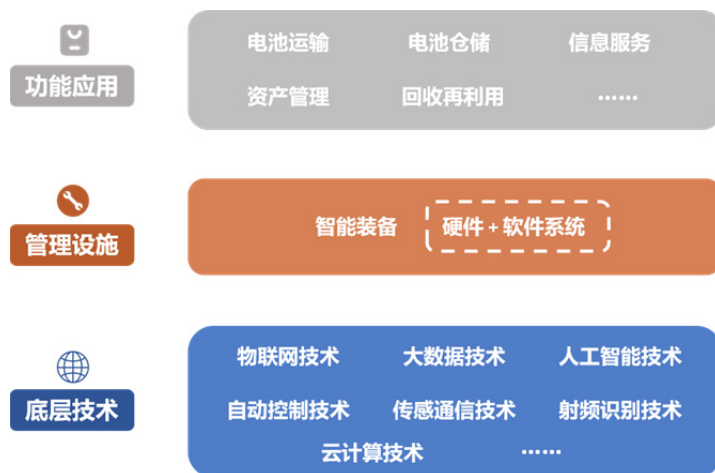 功能应用
电池运输 电池仓储 信息服务
资产管理 回收再利用 ……
管理设施
智能装备 硬件+软件系统
底层技术
物联网技术 大数据技术 人工智能技术
自动控制技术 传感通信技术 射频识别技术
云计算技术 ……